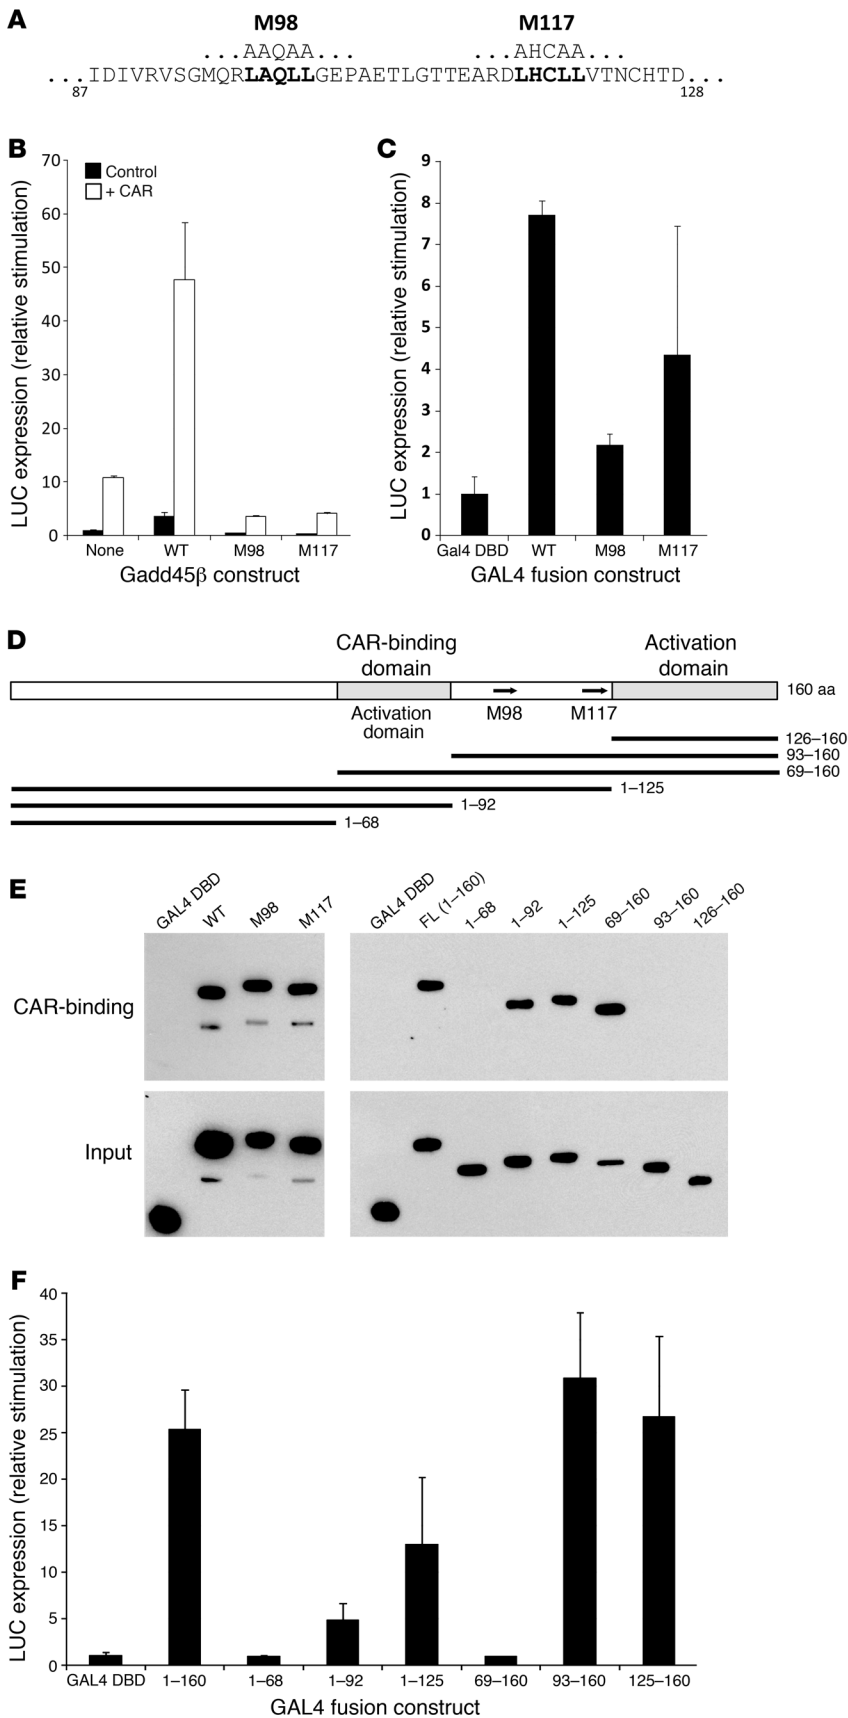 A
M98 M117
...AAQAA... ...AHCAA...
...IDIVRVSGMQRLAQLLGEPAETLGTTEARDLHCLLVTNCHTD...
87 128
B
LUC expression (relative stimulation)
70
60
50
40
30
20
10
0
Control
+ CAR
None WT M98 M117
Gadd45β construct
C
LUC expression (relative stimulation)
9
8
7
6
5
4
3
2
1
0
Gal4 DBD WT M98 M117
GAL4 fusion construct
D
CAR-binding
domain
Activation
domain
160 aa
Activation
domain
M98 M117
126–160
93–160
69–160
1–125
1–92
1–68
E
GAL4 DBD WT M98 M117
GAL4 DBD FL (1–160) 1–68 1–92 1–125 69–160 93–160 126–160
CAR-binding
Input
F
LUC expression (relative stimulation)
40
35
30
25
20
15
10
5
0
GAL4 DBD 1–160 1–68 1–92 1–125 69–160 93–160 125–160
GAL4 fusion construct